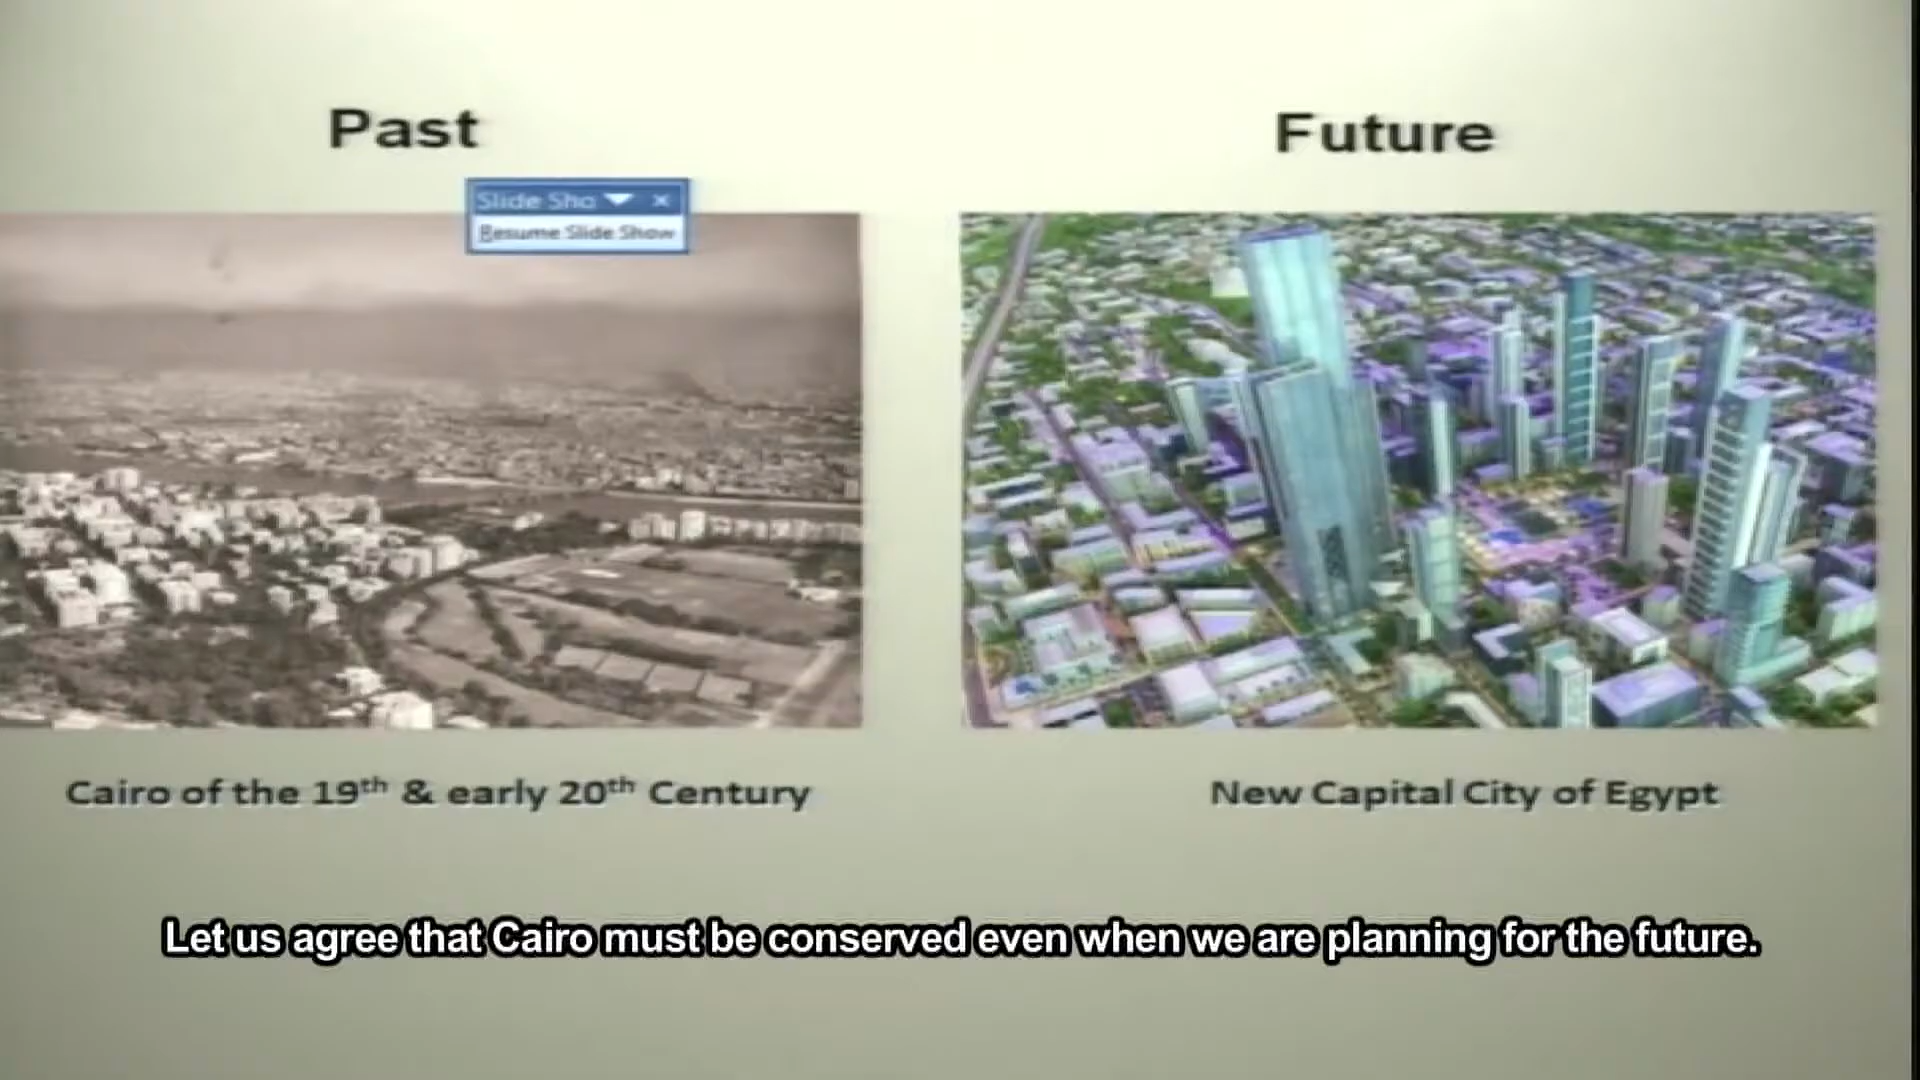 Past
Future
Slide Sho
Resume Slide Show
Cairo of the 19th & early 20th Century
New Capital City of Egypt
Let us agree that Cairo must be conserved even when we are planning for the future.